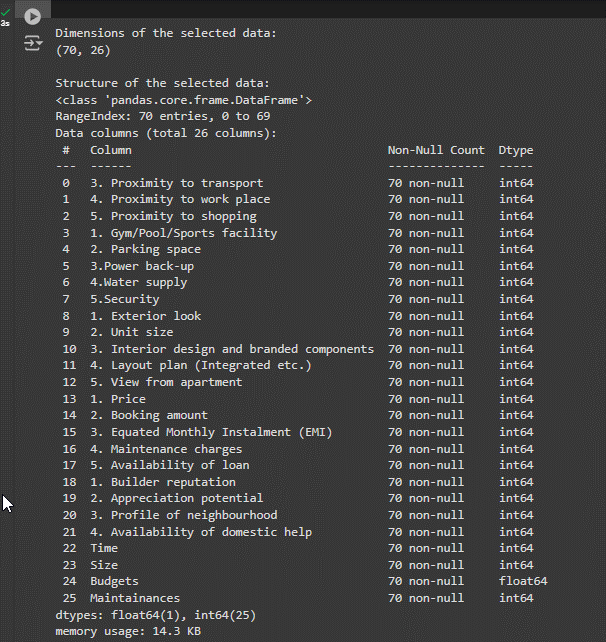 3s
Dimensions of the selected data:
(70, 26)
Structure of the selected data:
<class 'pandas.core.frame.DataFrame'>
RangeIndex: 70 entries, 0 to 69
Data columns (total 26 columns):
 #   Column                                   Non-Null Count  Dtype
---  ------                                   --------------  -----
 0   3. Proximity to transport                70 non-null     int64
 1   4. Proximity to work place               70 non-null     int64
 2   5. Proximity to shopping                 70 non-null     int64
 3   1. Gym/Pool/Sports facility              70 non-null     int64
 4   2. Parking space                         70 non-null     int64
 5   3.Power back-up                          70 non-null     int64
 6   4.Water supply                           70 non-null     int64
 7   5.Security                               70 non-null     int64
 8   1. Exterior look                         70 non-null     int64
 9   2. Unit size                             70 non-null     int64
 10  3. Interior design and branded components  70 non-null     int64
 11  4. Layout plan (Integrated etc.)         70 non-null     int64
 12  5. View from apartment                   70 non-null     int64
 13  1. Price                                 70 non-null     int64
 14  2. Booking amount                        70 non-null     int64
 15  3. Equated Monthly Instalment (EMI)      70 non-null     int64
 16  4. Maintenance charges                   70 non-null     int64
 17  5. Availability of loan                  70 non-null     int64
 18  1. Builder reputation                    70 non-null     int64
 19  2. Appreciation potential                70 non-null     int64
 20  3. Profile of neighbourhood              70 non-null     int64
 21  4. Availability of domestic help         70 non-null     int64
 22  Time                                     70 non-null     int64
 23  Size                                     70 non-null     int64
 24  Budgets                                  70 non-null     float64
 25  Maintainances                            70 non-null     int64
dtypes: float64(1), int64(25)
memory usage: 14.3 KB